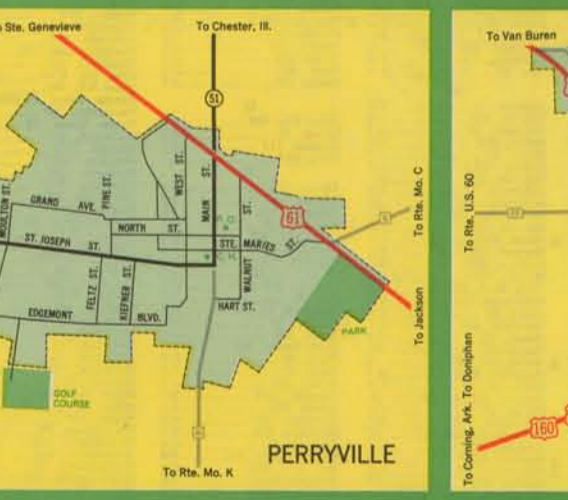 Ste. Genevieve
To Chester, Ill.
51
MOULTON ST.
GRAND AVE.
PINE ST.
WEST ST.
MAIN ST.
ST.
61
To Rte. Mo. C
NORTH ST.
P.O.
ST. JOSEPH ST.
STE. MARIES ST.
C.H.
WALNUT
FELTZ ST.
KIEFNER ST.
HART ST.
EDGEMONT BLVD.
PARK
To Jackson
GOLF
COURSE
To Rte. Mo. K
PERRYVILLE
To Van Buren
To Rte. U.S. 60
To Corning, Ark. To Doniphan
160